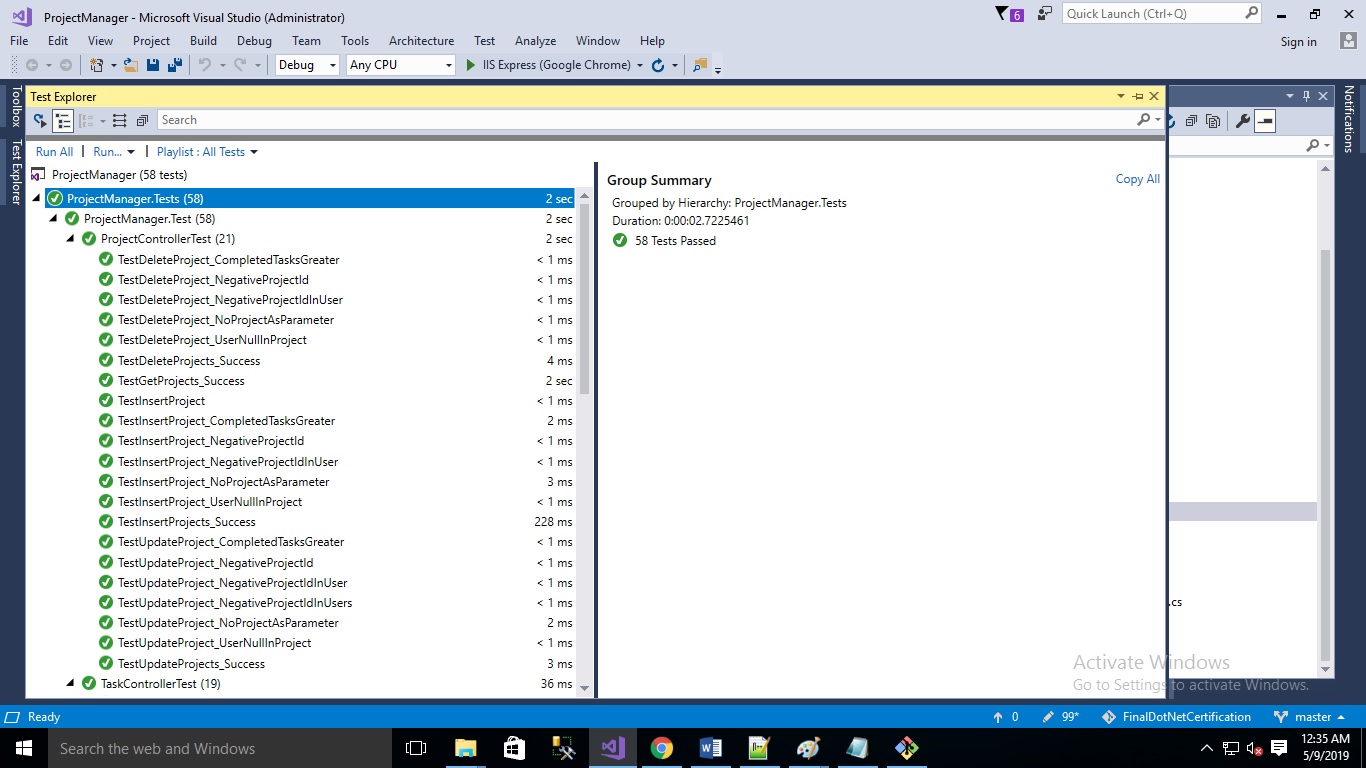 ProjectManager - Microsoft Visual Studio (Administrator)
6
Quick Launch (Ctrl+Q)
File Edit View Project Build Debug Team Tools Architecture Test Analyze Window Help
Sign in
Debug Any CPU IIS Express (Google Chrome)
Toolbox
Test Explorer
Notifications
Test Explorer
Search
Run All | Run... | Playlist : All Tests
ProjectManager (58 tests)
ProjectManager.Tests (58) 2 sec
ProjectManager.Test (58) 2 sec
ProjectControllerTest (21) 2 sec
TestDeleteProject_CompletedTasksGreater < 1 ms
TestDeleteProject_NegativeProjectId < 1 ms
TestDeleteProject_NegativeProjectIdInUser < 1 ms
TestDeleteProject_NoProjectAsParameter < 1 ms
TestDeleteProject_UserNullInProject < 1 ms
TestDeleteProjects_Success 4 ms
TestGetProjects_Success 2 sec
TestInsertProject < 1 ms
TestInsertProject_CompletedTasksGreater 2 ms
TestInsertProject_NegativeProjectId < 1 ms
TestInsertProject_NegativeProjectIdInUser < 1 ms
TestInsertProject_NoProjectAsParameter 3 ms
TestInsertProject_UserNullInProject < 1 ms
TestInsertProjects_Success 228 ms
TestUpdateProject_CompletedTasksGreater < 1 ms
TestUpdateProject_NegativeProjectId < 1 ms
TestUpdateProject_NegativeProjectIdInUser < 1 ms
TestUpdateProject_NegativeProjectIdInUsers < 1 ms
TestUpdateProject_NoProjectAsParameter 2 ms
TestUpdateProject_UserNullInProject < 1 ms
TestUpdateProjects_Success 3 ms
TaskControllerTest (19) 36 ms
Group Summary
Copy All
Grouped by Hierarchy: ProjectManager.Tests
Duration: 0:00:02.7225461
58 Tests Passed
.cs
Activate Windows
Go to Settings to activate Windows.
Ready
0 99* FinalDotNetCertification master
Search the web and Windows
12:35 AM
5/9/2019